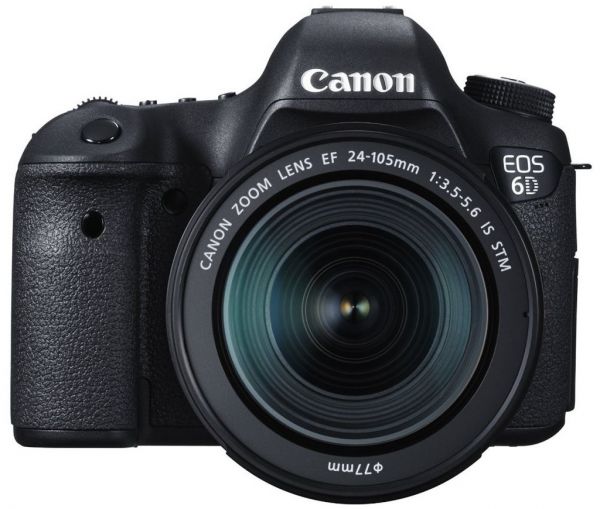 Canon
EOS
6D
CANON ZOOM LENS EF 24-105mm 1:3.5-5.6 IS STM
ϕ77mm